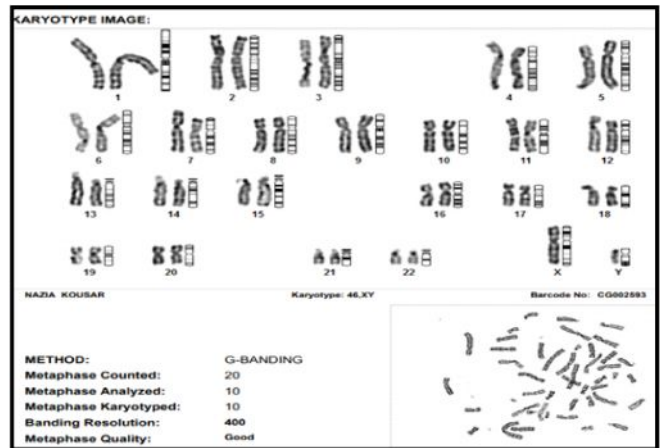 KARYOTYPE IMAGE:
1 2 3 4 5
6 7 8 9 10 11 12
13 14 15 16 17 18
19 20 21 22 X Y
NAZIA KOUSAR Karyotype: 46,XY Barcode No: CG002593
METHOD: G-BANDING
Metaphase Counted: 20
Metaphase Analyzed: 10
Metaphase Karyotyped: 10
Banding Resolution: 400
Metaphase Quality: Good